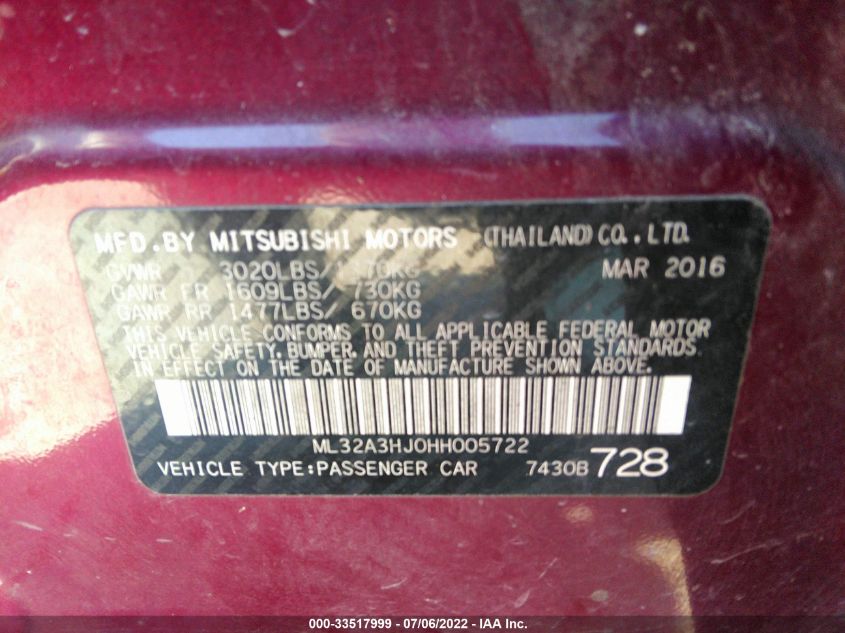 MFD. BY MITSUBISHI MOTORS (THAILAND) CO., LTD.
GVWR 3020LBS/1370KG MAR 2016
GAWR FR 1609LBS/ 730KG
GAWR RR 1477LBS/ 670KG
THIS VEHICLE CONFORMS TO ALL APPLICABLE FEDERAL MOTOR
VEHICLE SAFETY, BUMPER, AND THEFT PREVENTION STANDARDS
IN EFFECT ON THE DATE OF MANUFACTURE SHOWN ABOVE.
ML32A3HJ0HH005722
VEHICLE TYPE:PASSENGER CAR 7430B 728
000-33517999 - 07/06/2022 - IAA Inc.